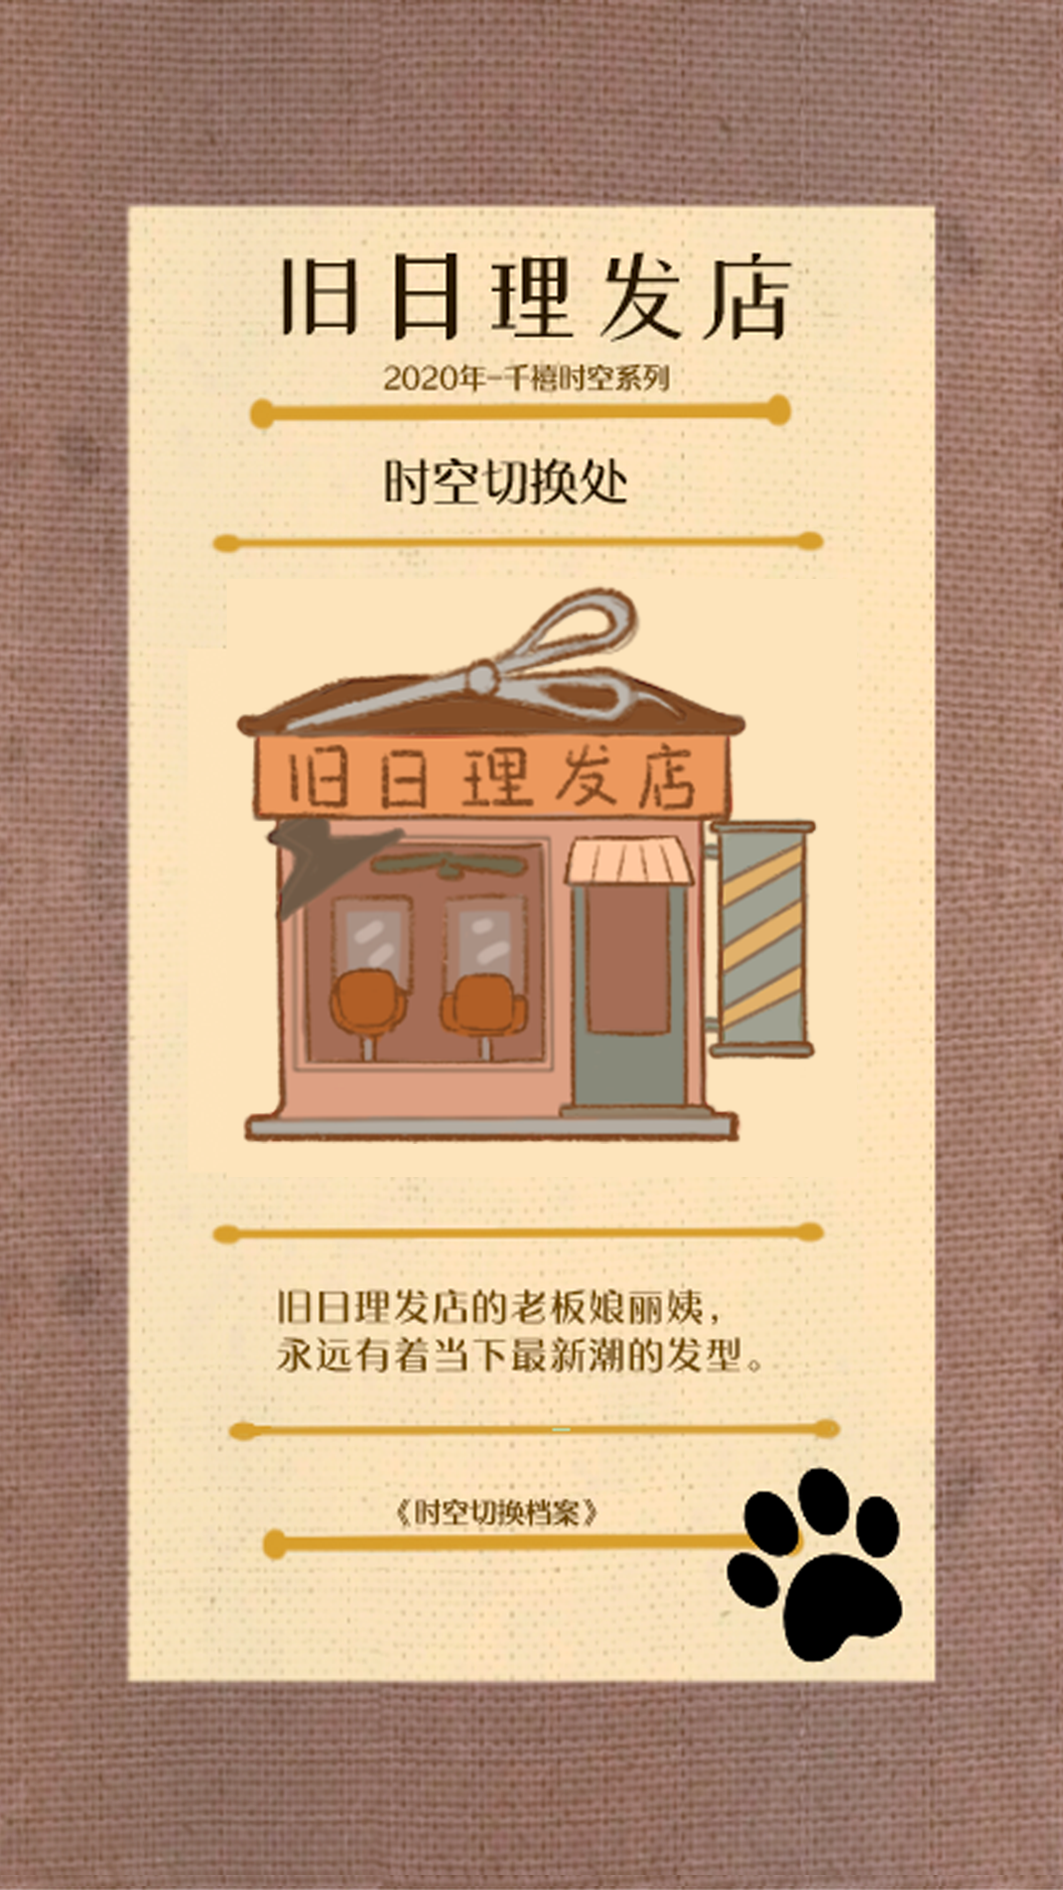 旧日理发店
2020年-千禧时空系列
时空切换处
旧日理发店
旧日理发店的老板娘丽姨，
永远有着当下最新潮的发型。
《时空切换档案》